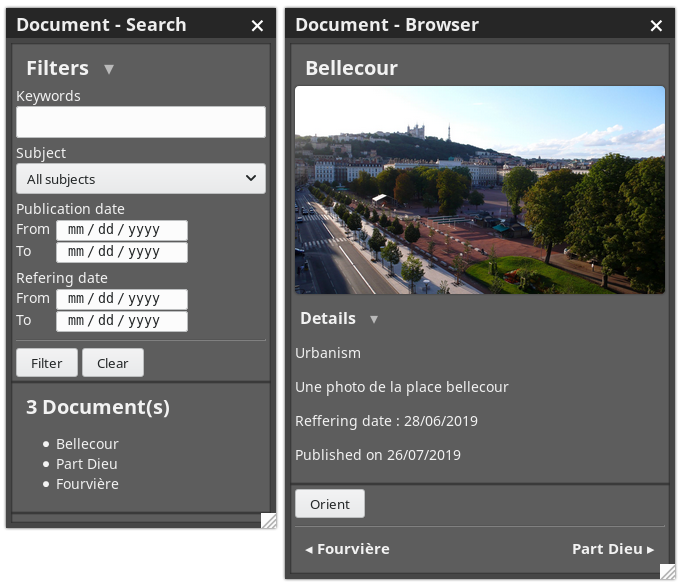 Document - Search
Filters ▼
Keywords
Subject
All subjects
Publication date
From mm / dd / yyyy
To mm / dd / yyyy
Refering date
From mm / dd / yyyy
To mm / dd / yyyy
Filter Clear
3 Document(s)
• Bellecour
• Part Dieu
• Fourvière
Document - Browser
Bellecour
Details ▼
Urbanism
Une photo de la place bellecour
Reffering date : 28/06/2019
Published on 26/07/2019
Orient
◂ Fourvière Part Dieu ▸